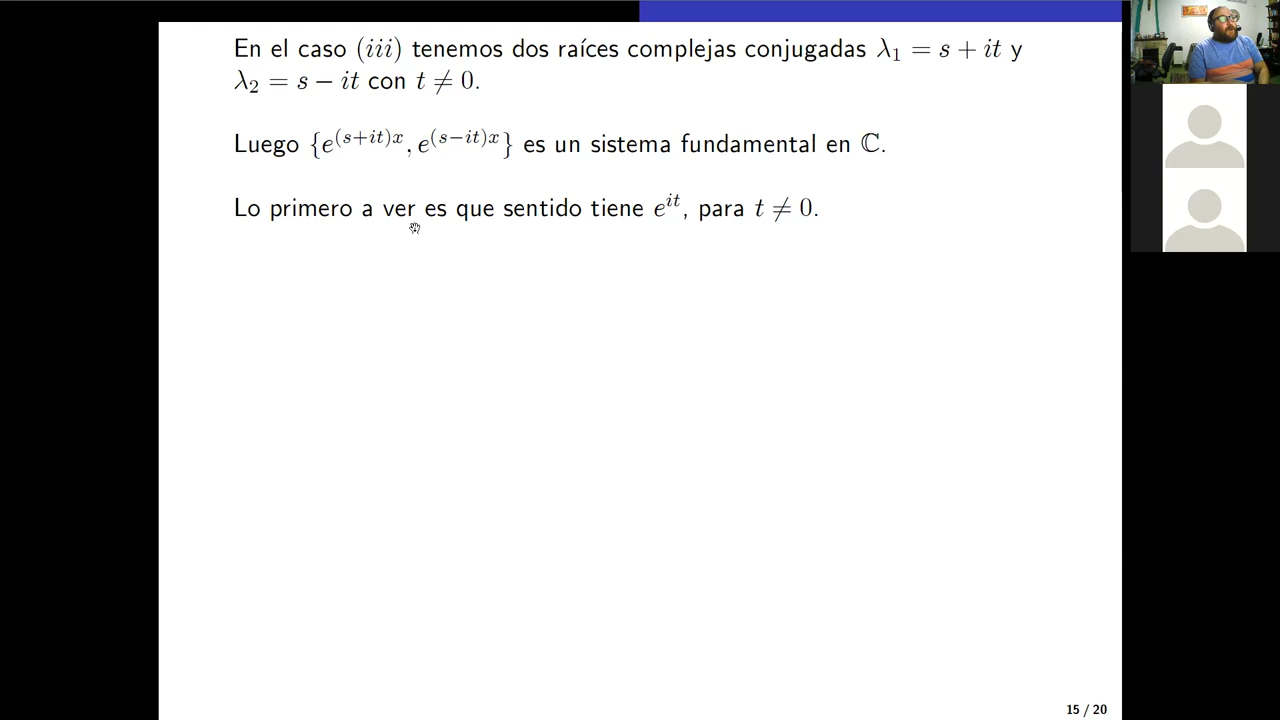 En el caso (iii) tenemos dos raíces complejas conjugadas λ₁ = s + it y
λ₂ = s − it con t ≠ 0.
Luego {e^{(s+it)x}, e^{(s−it)x}} es un sistema fundamental en ℂ.
Lo primero a ver es que sentido tiene e^{it}, para t ≠ 0.
15 / 20